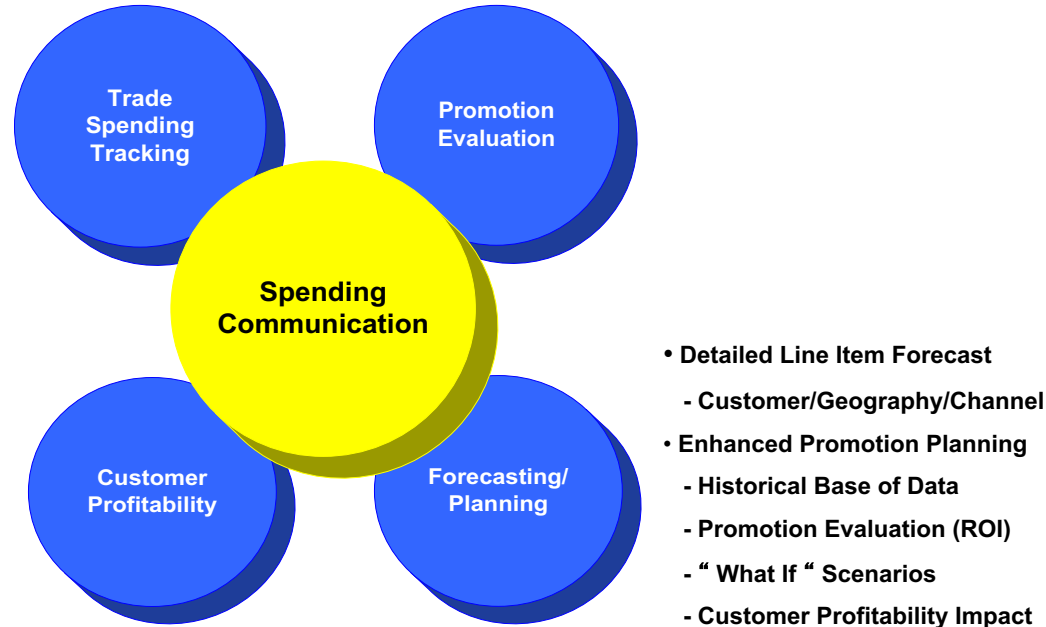 Trade
Spending
Tracking
Promotion
Evaluation
Spending
Communication
Customer
Profitability
Forecasting/
Planning
• Detailed Line Item Forecast
- Customer/Geography/Channel
• Enhanced Promotion Planning
- Historical Base of Data
- Promotion Evaluation (ROI)
- “ What If “ Scenarios
- Customer Profitability Impact